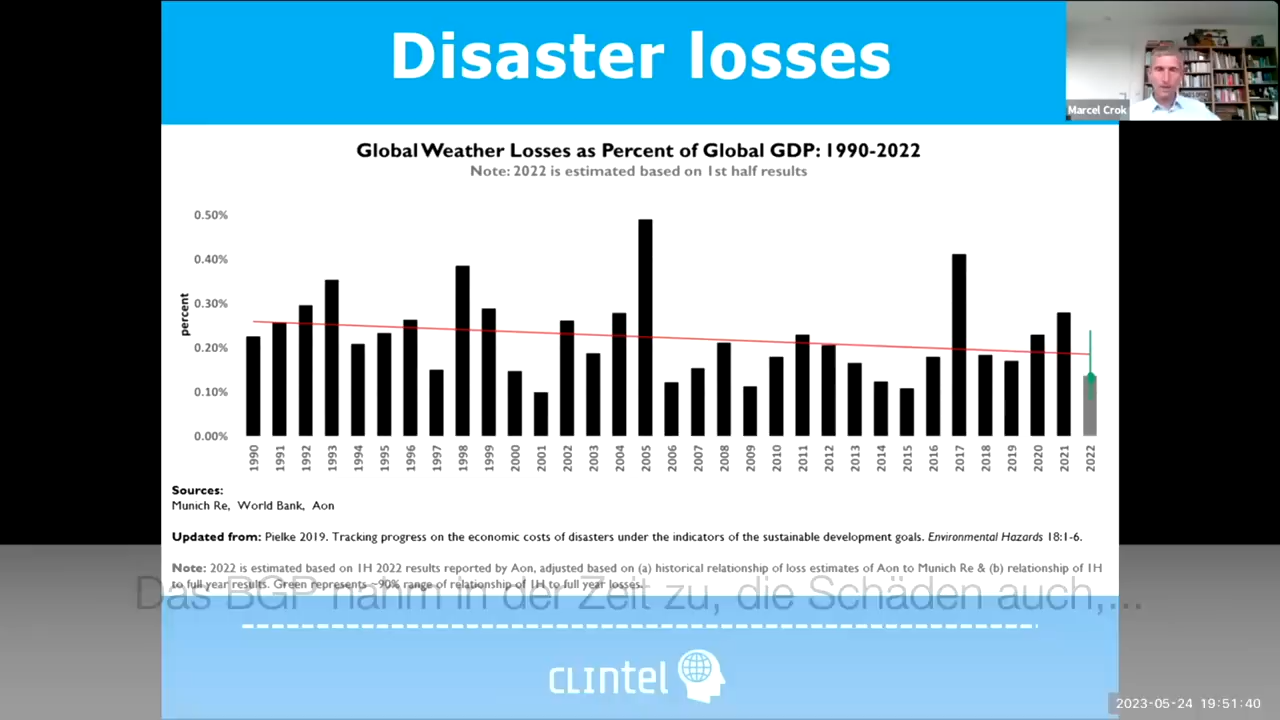 Disaster losses
Marcel Crok
Global Weather Losses as Percent of Global GDP: 1990-2022
Note: 2022 is estimated based on 1st half results
percent
0.50%
0.40%
0.30%
0.20%
0.10%
0.00%
1990 1991 1992 1993 1994 1995 1996 1997 1998 1999 2000 2001 2002 2003 2004 2005 2006 2007 2008 2009 2010 2011 2012 2013 2014 2015 2016 2017 2018 2019 2020 2021 2022
Sources:
Munich Re, World Bank, Aon
Updated from: Pielke 2019. Tracking progress on the economic costs of disasters under the indicators of the sustainable development goals. Environmental Hazards 18:1-6.
Note: 2022 is estimated based on 1H 2022 results reported by Aon, adjusted based on (a) historical relationship of loss estimates of Aon to Munich Re & (b) relationship of 1H
to full year results. Green represents ~90% range of relationship of 1H to full year losses.
Das BGP nahm in der Zeit zu, die Schäden auch,...
CLINTEL
2023-05-24 19:51:40